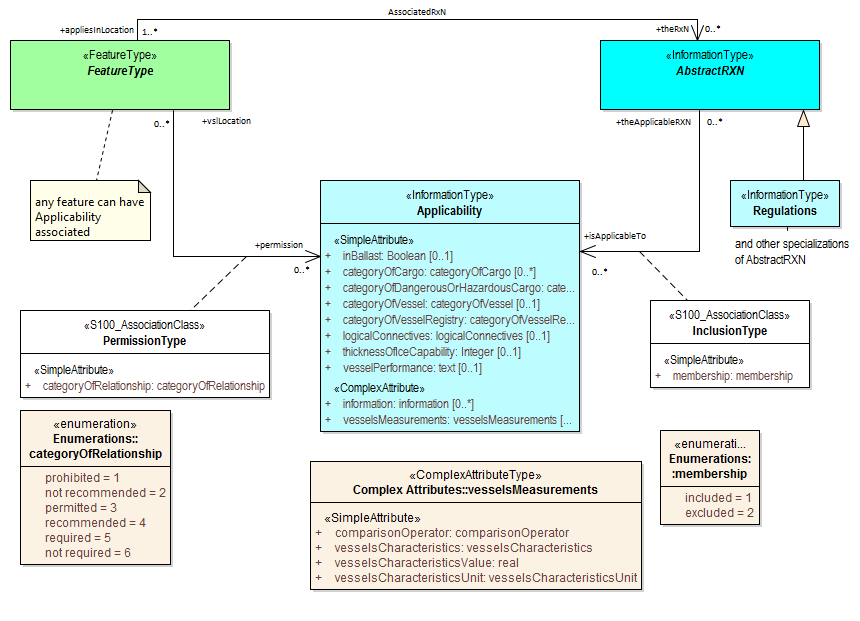 AssociatedRxN
+appliesInLocation 1..*
+theRxN 0..*
«FeatureType»
FeatureType
«InformationType»
AbstractRXN
0..* +vslLocation
+theApplicableRXN 0..*
any feature can have
Applicability
associated
«InformationType»
Applicability
«SimpleAttribute»
+ inBallast: Boolean [0..1]
+ categoryOfCargo: categoryOfCargo [0..*]
+ categoryOfDangerousOrHazardousCargo: cate...
+ categoryOfVessel: categoryOfVessel [0..1]
+ categoryOfVesselRegistry: categoryOfVesselRe...
+ logicalConnectives: logicalConnectives [0..1]
+ thicknessOfIceCapability: Integer [0..1]
+ vesselPerformance: text [0..1]
«ComplexAttribute»
+ information: information [0..*]
+ vesselsMeasurements: vesselsMeasurements [...
«InformationType»
Regulations
and other specializations
of AbstractRXN
+permission
0..*
+isApplicableTo
0..*
«S100_AssociationClass»
PermissionType
«SimpleAttribute»
+ categoryOfRelationship: categoryOfRelationship
«S100_AssociationClass»
InclusionType
«SimpleAttribute»
+ membership: membership
«enumeration»
Enumerations::
categoryOfRelationship
prohibited = 1
not recommended = 2
permitted = 3
recommended = 4
required = 5
not required = 6
«ComplexAttributeType»
Complex Attributes::vesselsMeasurements
«SimpleAttribute»
+ comparisonOperator: comparisonOperator
+ vesselsCharacteristics: vesselsCharacteristics
+ vesselsCharacteristicsValue: real
+ vesselsCharacteristicsUnit: vesselsCharacteristicsUnit
«enumerati...
Enumerations:
:membership
included = 1
excluded = 2